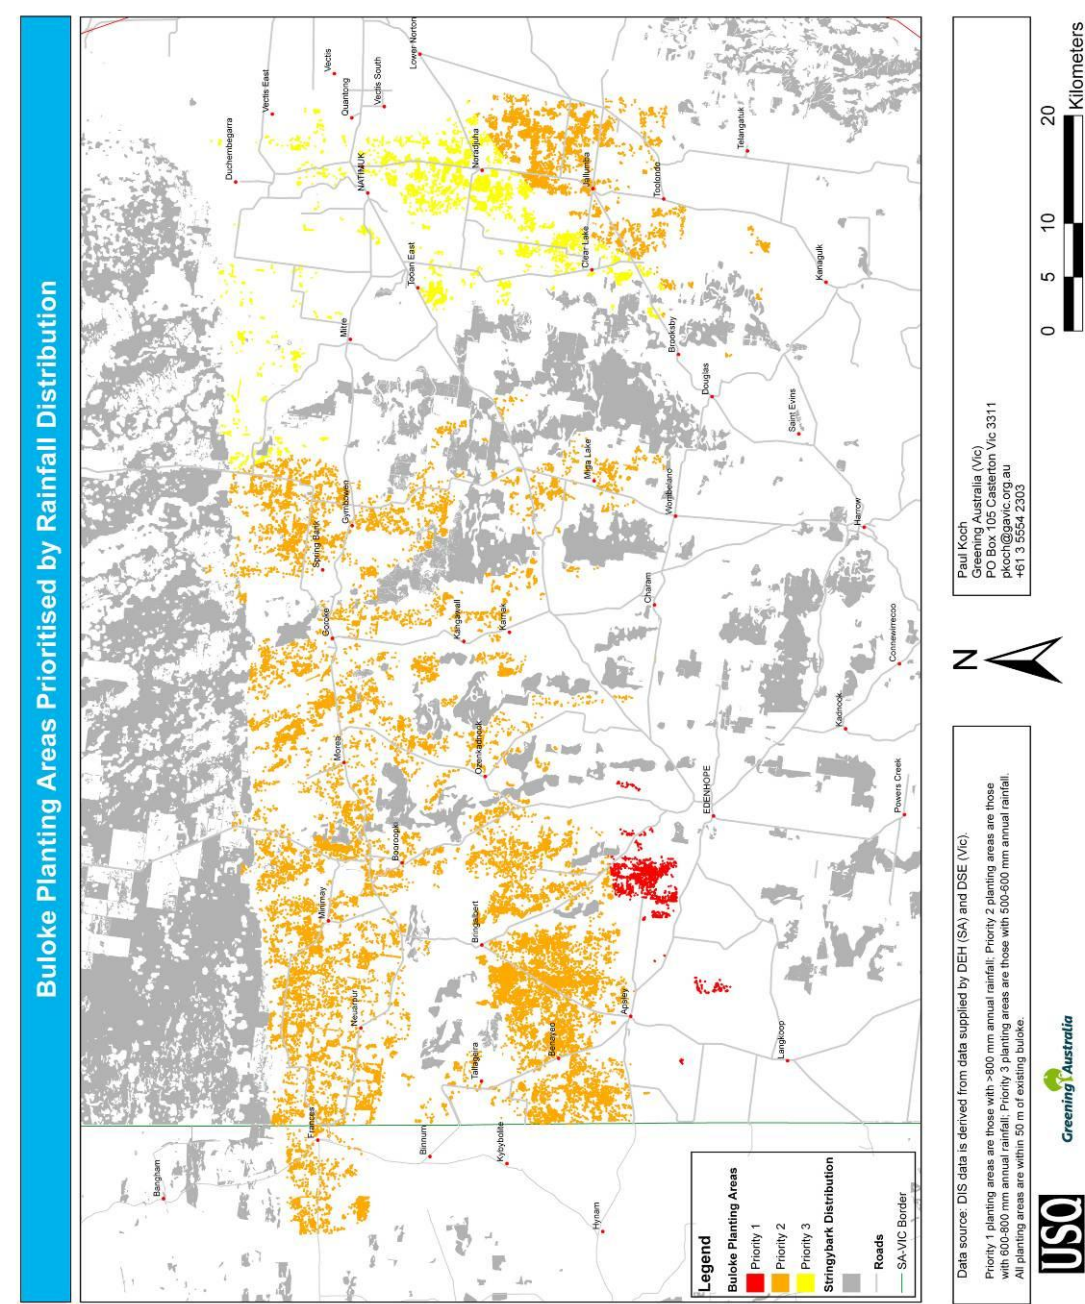 Buloke Planting Areas Prioritised by Rainfall Distribution
Bangham
Frances
Binnum
Kybybolite
Hynam
Neuarpur
Minimay
Tallageira
Benayeo
Apsley
Bringalbert
Booroopki
Morea
Ozenkadnook
Goroke
Kangawall
Karnak
Spring Bank
Gymbowen
Miga Lake
Charam
Wombelano
EDENHOPE
Langkoop
Powers Creek
Kadnook
Connewirrecoo
Harrow
Saint Evins
Douglas
Brooksby
Kanagulk
Telangatuk
Toolondo
Jallumba
Clear Lake
Noradjuha
Tooan East
Mitre
NATIMUK
Duchembegarra
Vectis East
Vectis
Quantong
Vectis South
Lower Norton
Legend
Buloke Planting Areas
Priority 1
Priority 2
Priority 3
Stringybark Distribution
Roads
SA-VIC Border
Data source: DIS data is derived from data supplied by DEH (SA) and DSE (Vic).
Priority 1 planting areas are those with >800 mm annual rainfall; Priority 2 planting areas are those
with 600-800 mm annual rainfall; Priority 3 planting areas are those with 500-600 mm annual rainfall.
All planting areas are within 50 m of existing buloke.
N
Paul Koch
Greening Australia (Vic)
PO Box 105 Casterton Vic 3311
pkoch@gavic.org.au
+61 3 5554 2303
USQ
Greening Australia
0 5 10 20
Kilometers